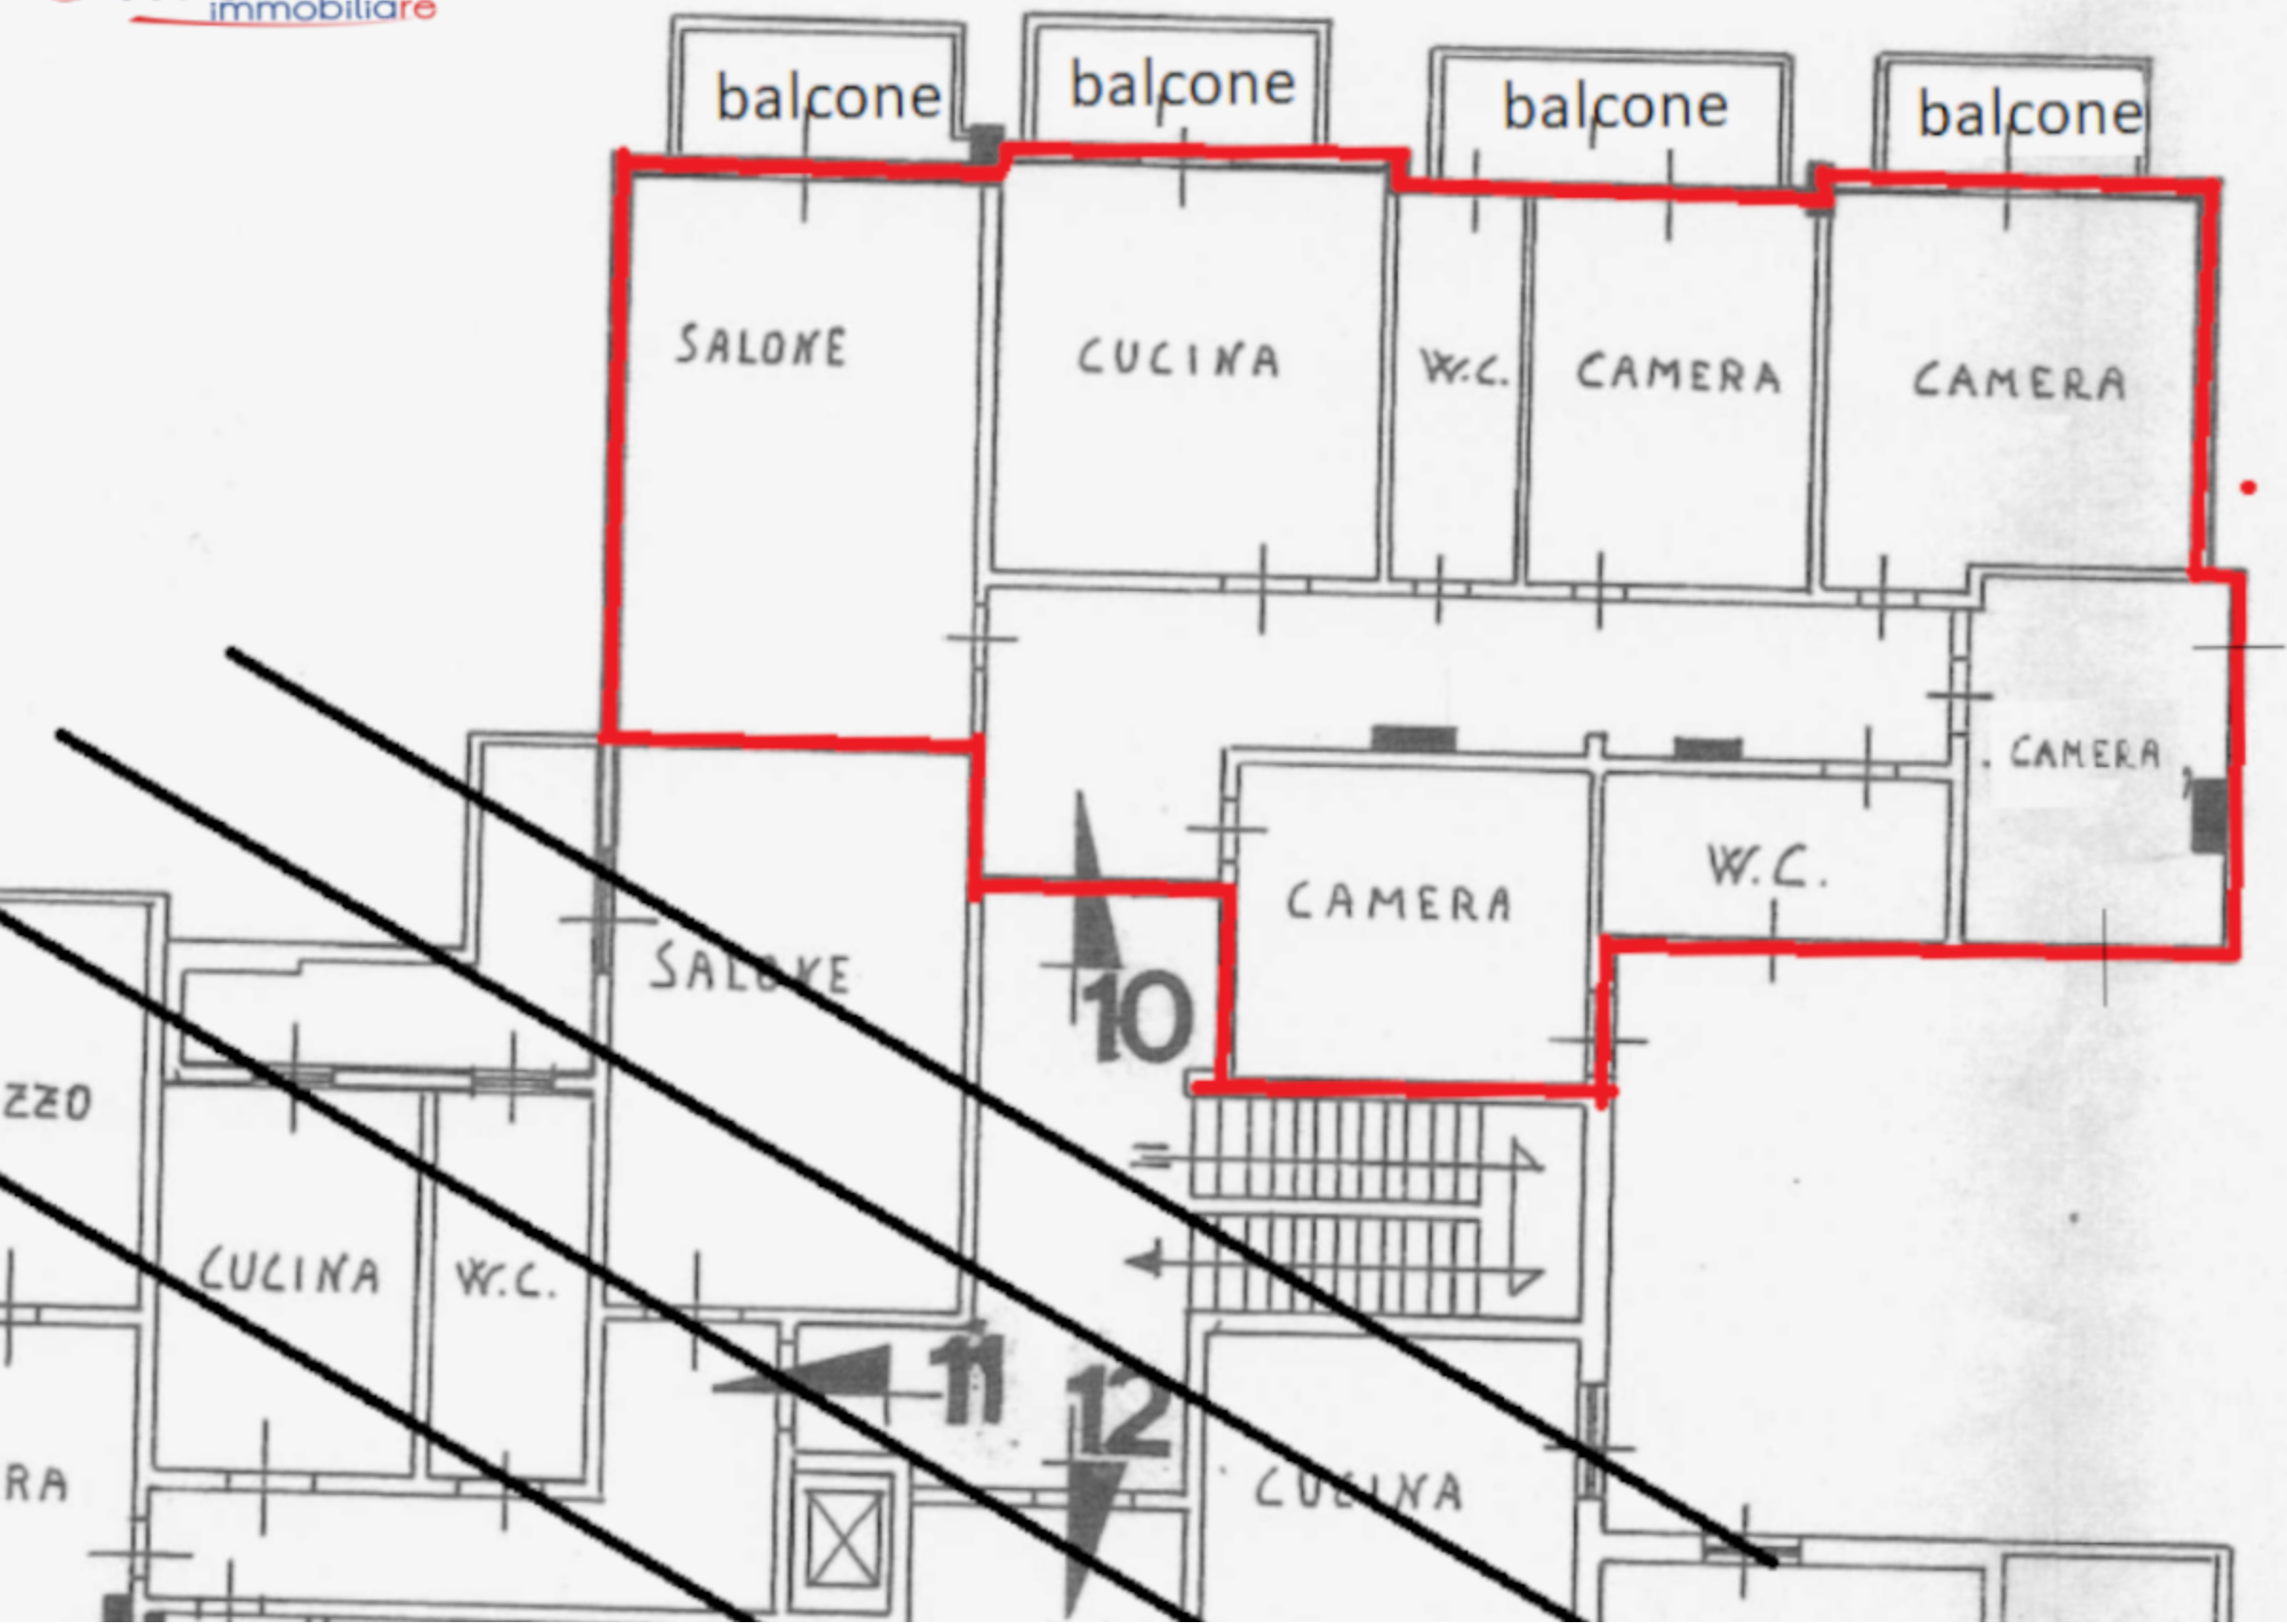 immobiliare
balcone
balcone
balcone
balcone
SALONE
CUCINA
W.C.
CAMERA
CAMERA
CAMERA
W.C.
CAMERA
SALONE
10
ZZO
CUCINA
W.C.
11
12
RA
CUCINA